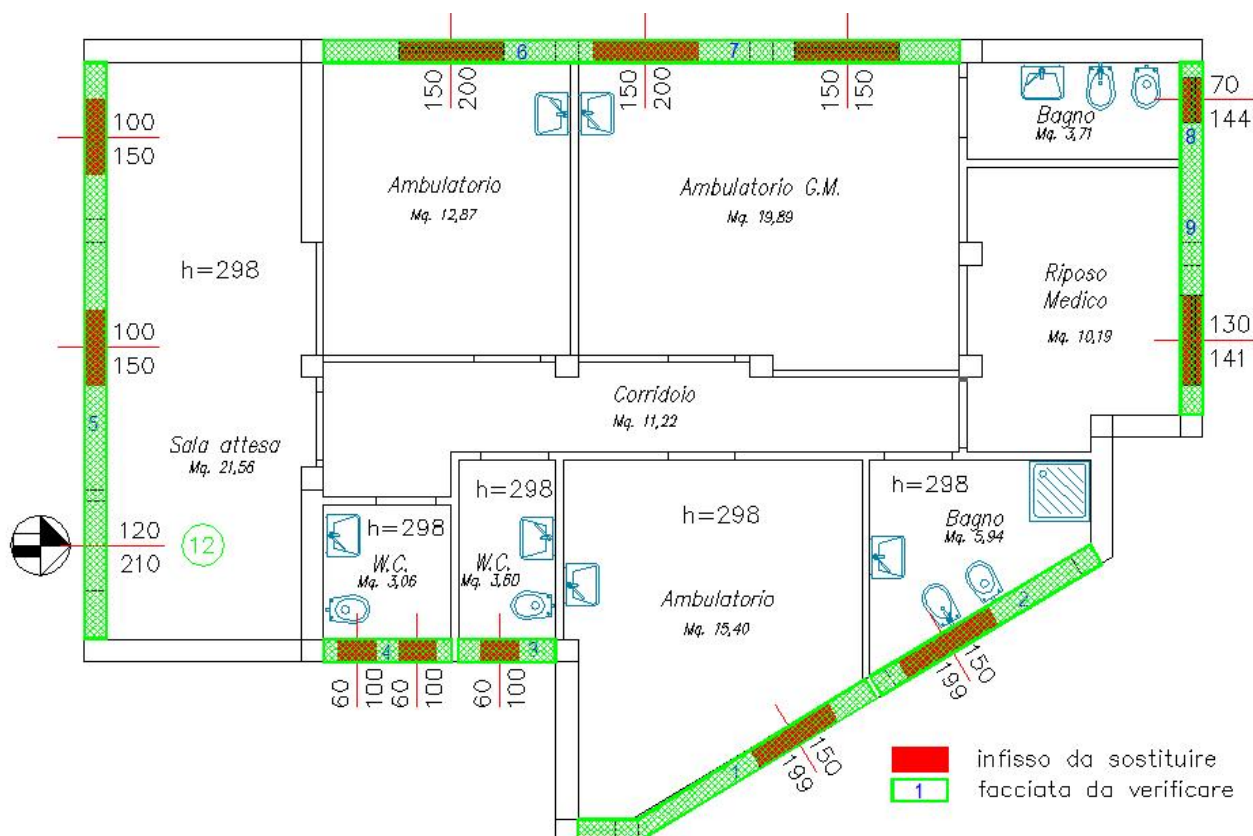 6
7
150
200
150
200
150
150
100
150
Bagno
Mq. 3,71
70
144
8
Ambulatorio
Mq. 12,87
Ambulatorio G.M.
Mq. 19,89
h=298
9
Riposo
Medico
Mq. 10,19
100
150
130
141
Corridoio
Mq. 11,22
5
Sala attesa
Mq. 21,56
h=298
h=298
h=298
h=298
120
210
12
W.C.
Mq. 3,06
W.C.
Mq. 3,60
Bagno
Mq. 5,94
Ambulatorio
Mq. 15,40
2
4
3
60
100
60
100
60
100
150
199
1
150
199
infisso da sostituire
1
facciata da verificare